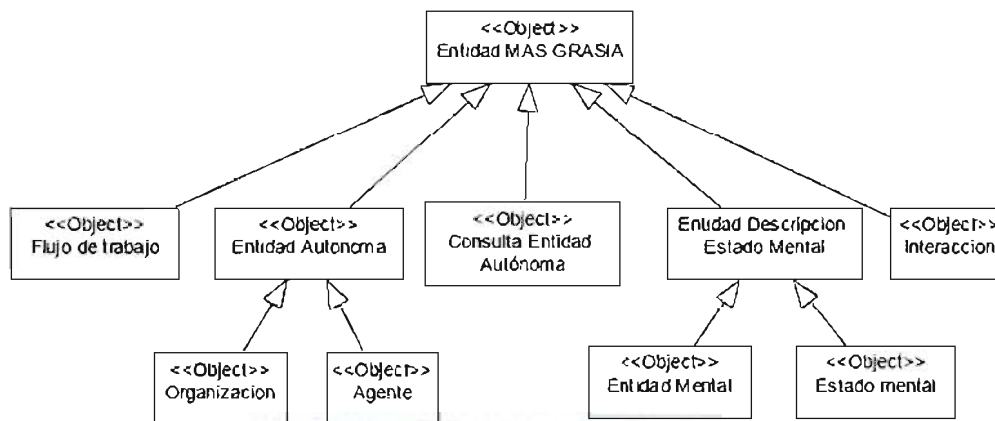 <<Object>>
Entidad MAS GRASIA
<<Object>>
Flujo de trabajo
<<Object>>
Entidad Autonoma
<<Object>>
Consulta Entidad
Autónoma
Entidad Descripcion
Estado Mental
<<Object>>
Interaccion
<<Object>>
Organizacion
<<Object>>
Agente
<<Object>>
Entidad Mental
<<Object>>
Estado mental